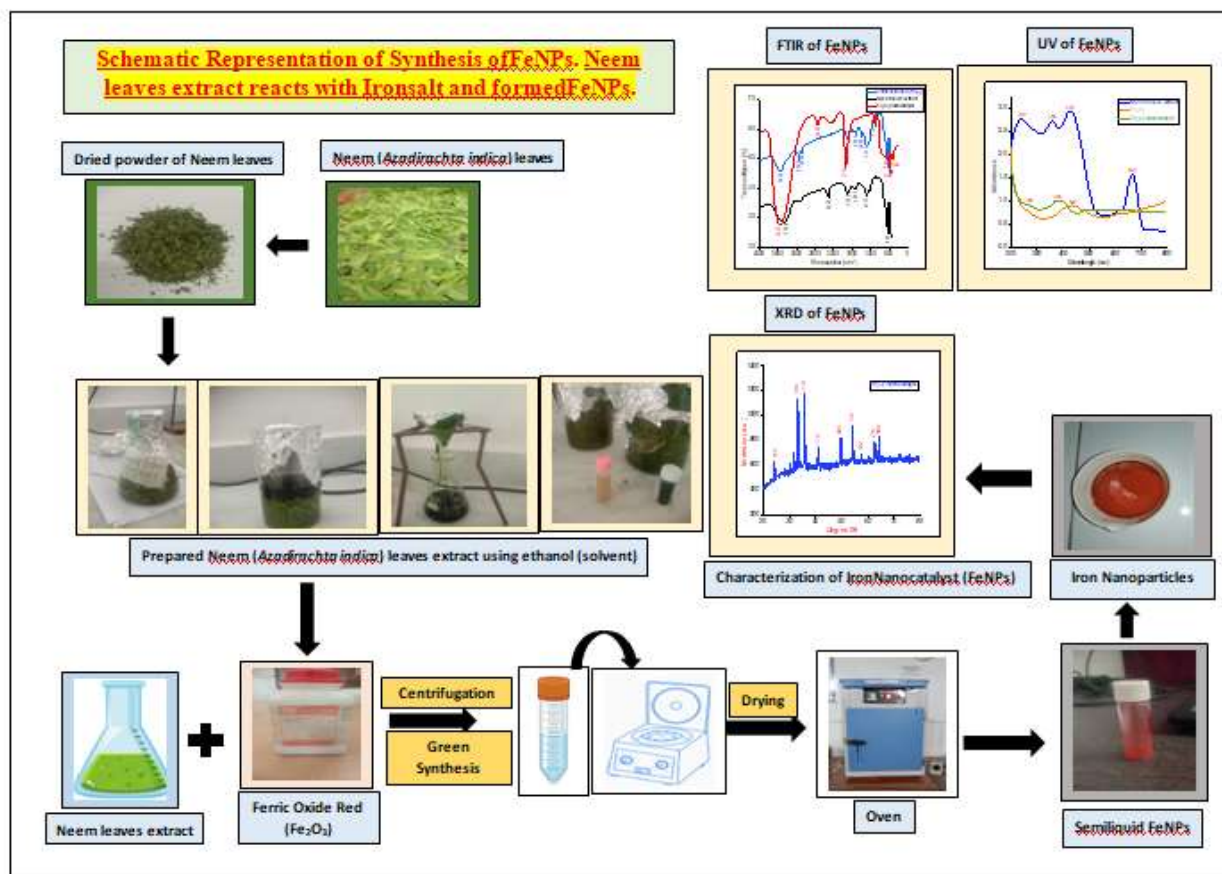 Schematic Representation of Synthesis ofFeNPs. Neem
leaves extract reacts with Ironsalt and formedFeNPs.
FTIR of FeNPs
UV of FeNPs
Dried powder of Neem leaves
Neem (Azadirachta indica) leaves
XRD of FeNPs
Prepared Neem (Azadirachta indica) leaves extract using ethanol (solvent)
Characterization of IronNanocatalyst (FeNPs)
Iron Nanoparticles
Centrifugation
Green
Synthesis
Drying
Neem leaves extract
Ferric Oxide Red
(Fe₂O₃)
Oven
Semiliquid FeNPs